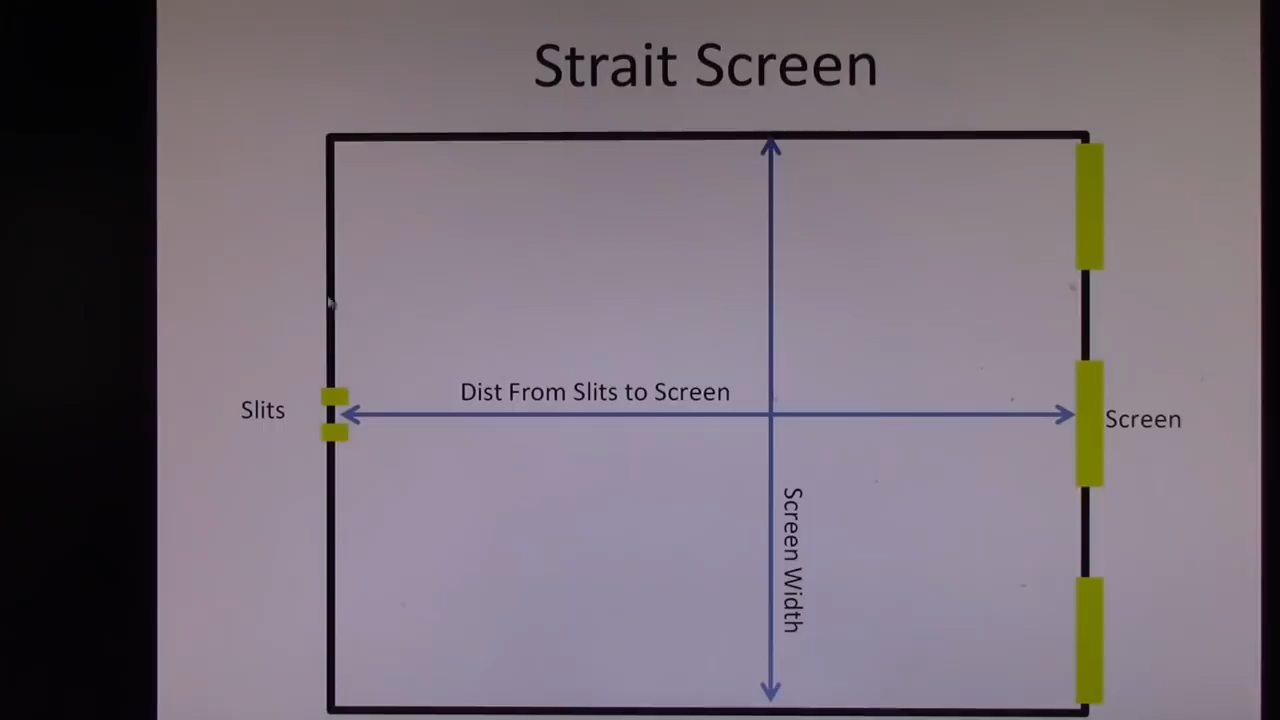 Strait Screen
Dist From Slits to Screen
Slits
Screen
Screen Width